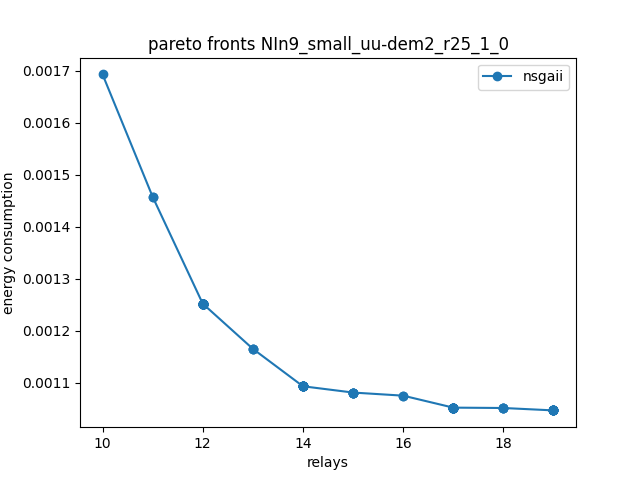 pareto fronts NIn9_small_uu-dem2_r25_1_0
nsgaii
0.0017
0.0016
0.0015
0.0014
0.0013
0.0012
0.0011
energy consumption
10 12 14 16 18
relays